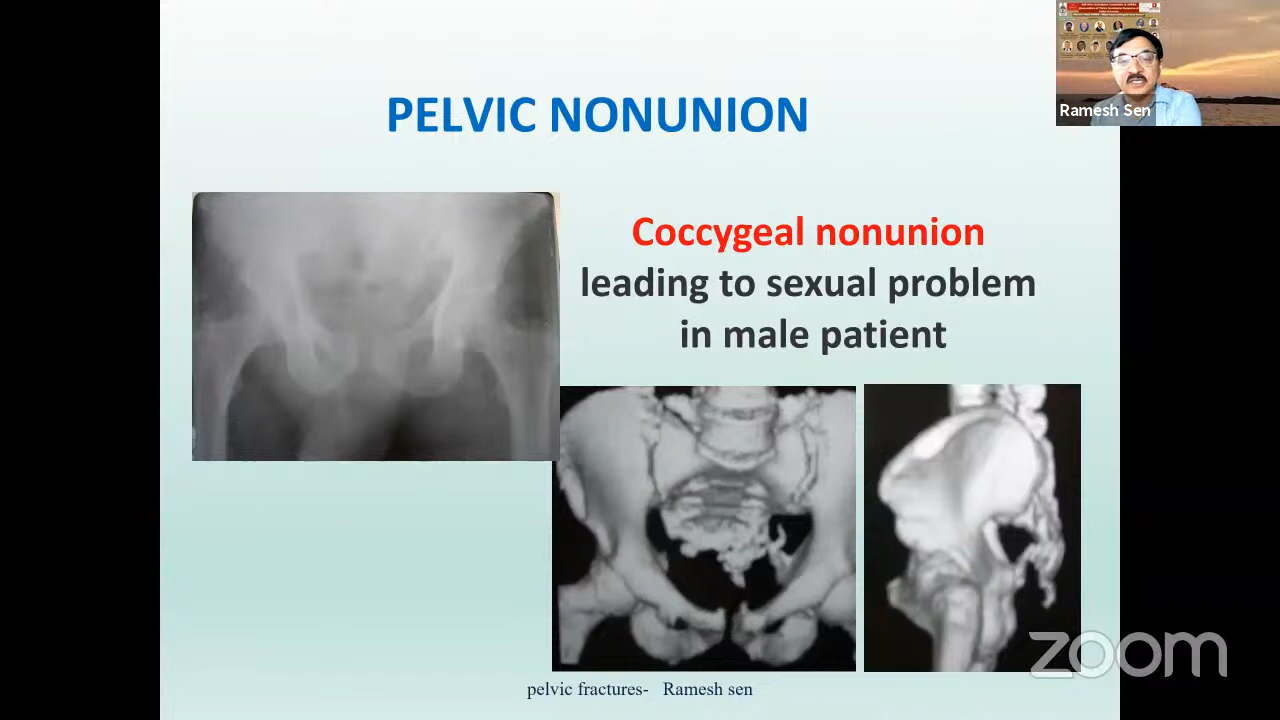 PELVIC NONUNION
Ramesh Sen
Coccygeal nonunion
leading to sexual problem
in male patient
zoom
pelvic fractures- Ramesh sen